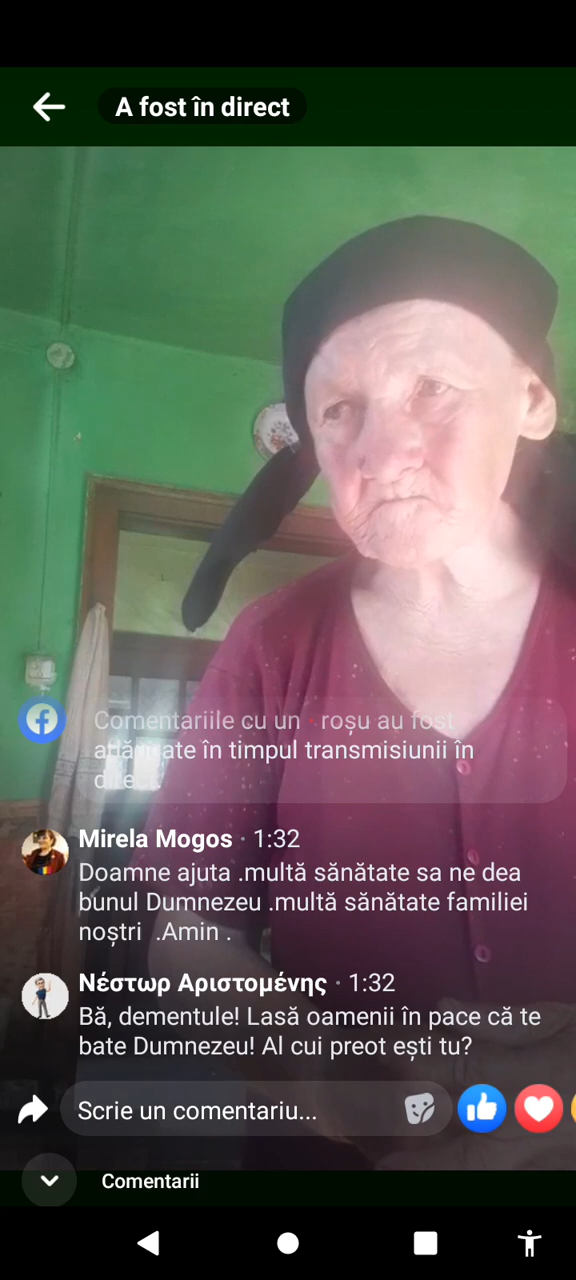 A fost în direct
Comentariile cu un • roșu au fost
adăugate în timpul transmisiunii în
direct.
Mirela Mogos · 1:32
Doamne ajuta .multă sănătate sa ne dea
bunul Dumnezeu .multă sănătate familiei
noștri .Amin .
Νέστωρ Αριστομένης · 1:32
Bă, dementule! Lasă oamenii în pace că te
bate Dumnezeu! Al cui preot ești tu?
Scrie un comentariu...
Comentarii